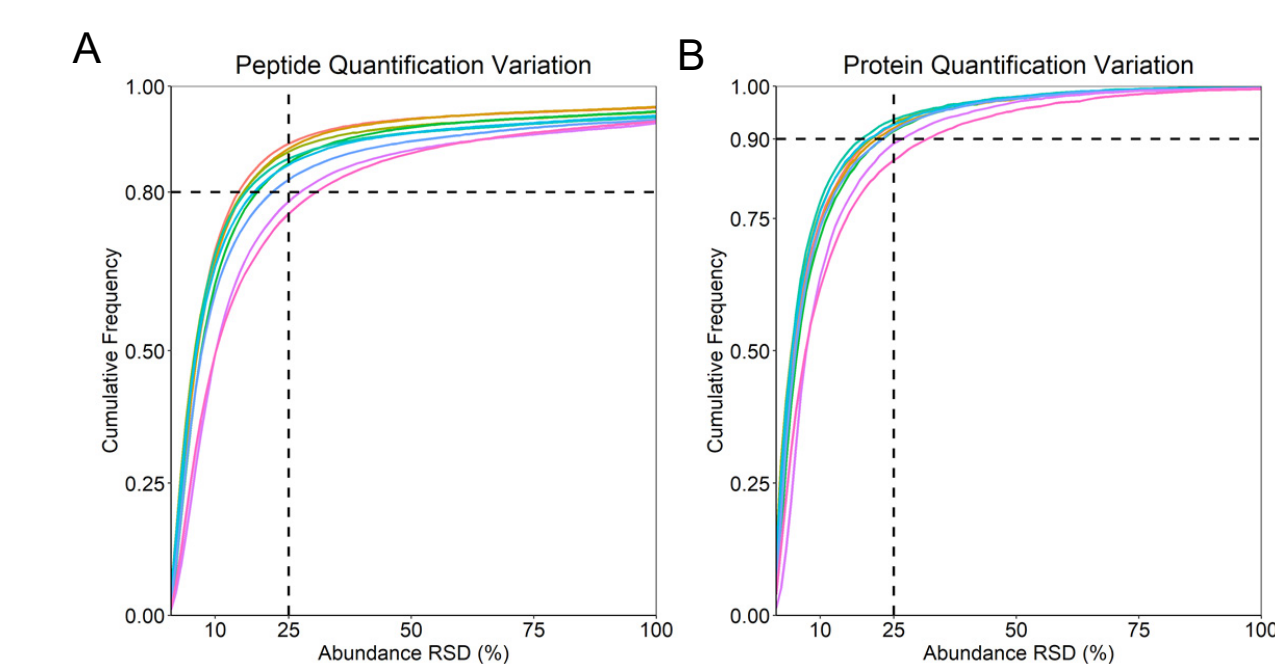 A
Peptide Quantification Variation
1.00
0.80
0.50
0.25
0.00
Cumulative Frequency
10 25 50 75 100
Abundance RSD (%)
B
Protein Quantification Variation
1.00
0.90
0.75
0.50
0.25
0.00
Cumulative Frequency
10 25 50 75 100
Abundance RSD (%)